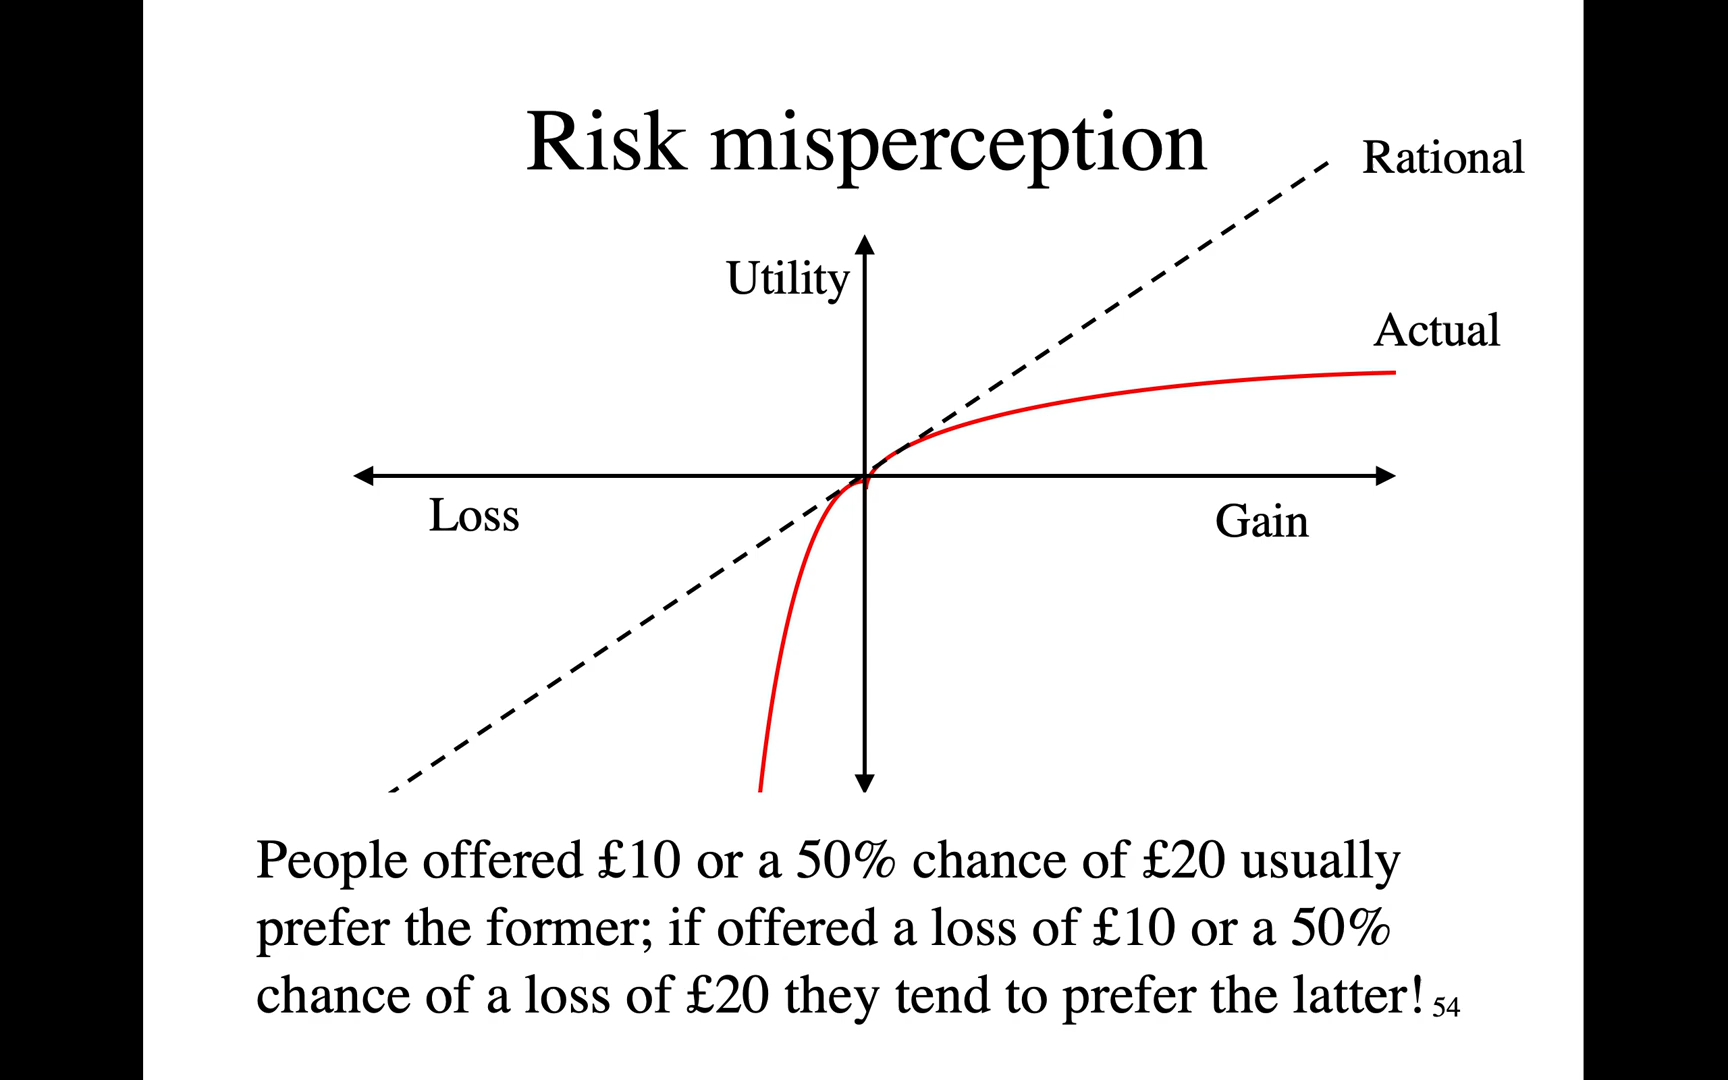 Risk misperception
Rational
Utility
Actual
Loss
Gain
People offered £10 or a 50% chance of £20 usually
prefer the former; if offered a loss of £10 or a 50%
chance of a loss of £20 they tend to prefer the latter!
54